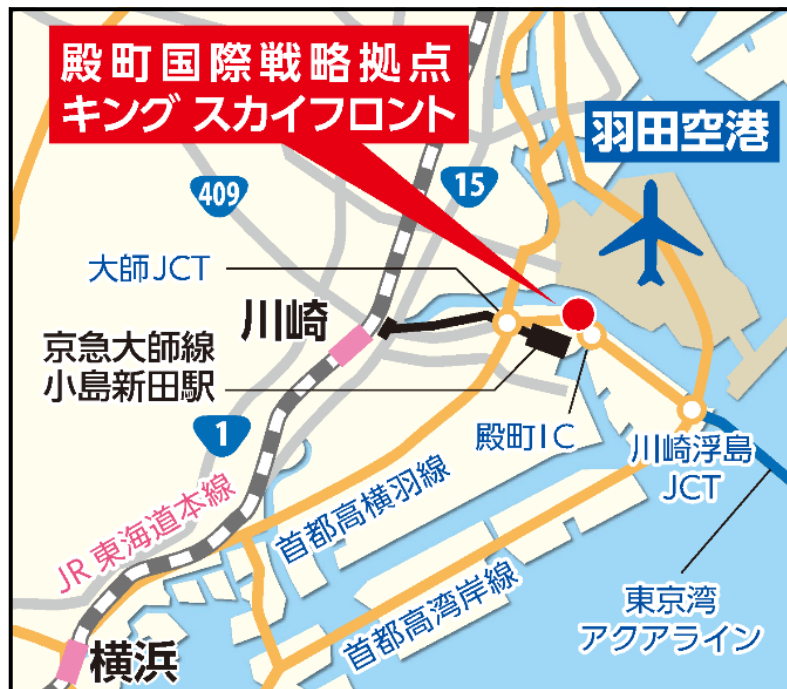 殿町国際戦略拠点
キング スカイフロント
羽田空港
409
15
大師JCT
川崎
京急大師線
小島新田駅
殿町IC
1
川崎浮島
JCT
JR東海道本線
首都高横羽線
首都高湾岸線
東京湾
アクアライン
横浜